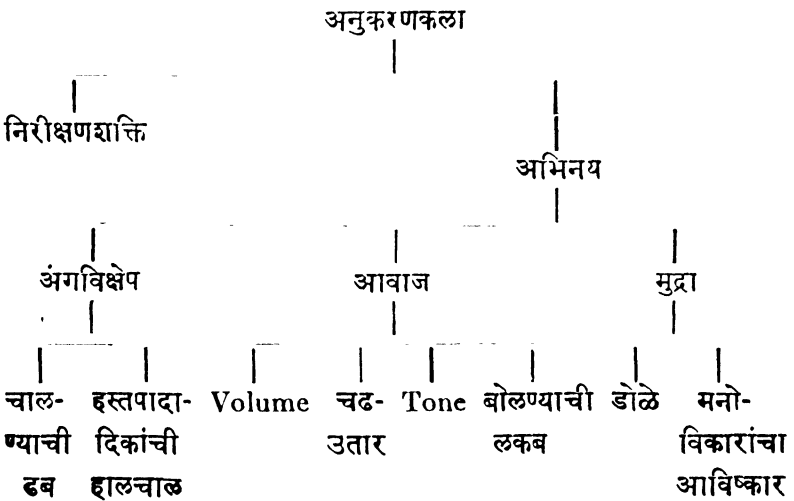 अनुकरणकला
निरीक्षणशक्ति
अभिनय
अंगविक्षेप आवाज मुद्रा
चाल- हस्तपादा- Volume चढ- Tone बोलण्याची डोळे मनो-
ण्याची दिकांची उतार लकब विकारांचा
ढब हालचाल आविष्कार